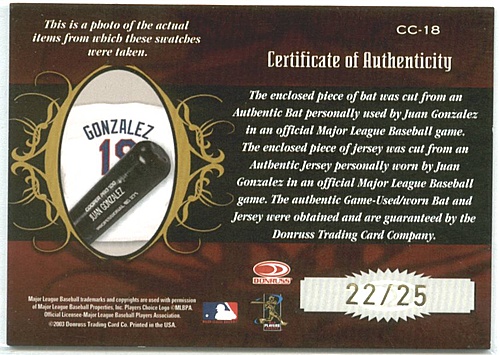 This is a photo of the actual
items from which these swatches
were taken.
CC-18
Certificate of Authenticity
GONZALEZ
19
JUAN GONZALEZ
The enclosed piece of bat was cut from an
Authentic Bat personally used by Juan Gonzalez
in an official Major League Baseball game.
The enclosed piece of jersey was cut from an
Authentic Jersey personally worn by Juan
Gonzalez in an official Major League Baseball
game. The authentic Game-Used/worn Bat and
Jersey were obtained and are guaranteed by the
Donruss Trading Card Company.
Major League Baseball trademarks and copyrights are used with permission
of Major League Baseball Properties, Inc. Players Choice Logo ©MLBPA
Official Licensee-Major League Baseball Players Association.
©2003 Donruss Trading Card Co. Printed in the USA.
DONRUSS
PLAYERS
22/25